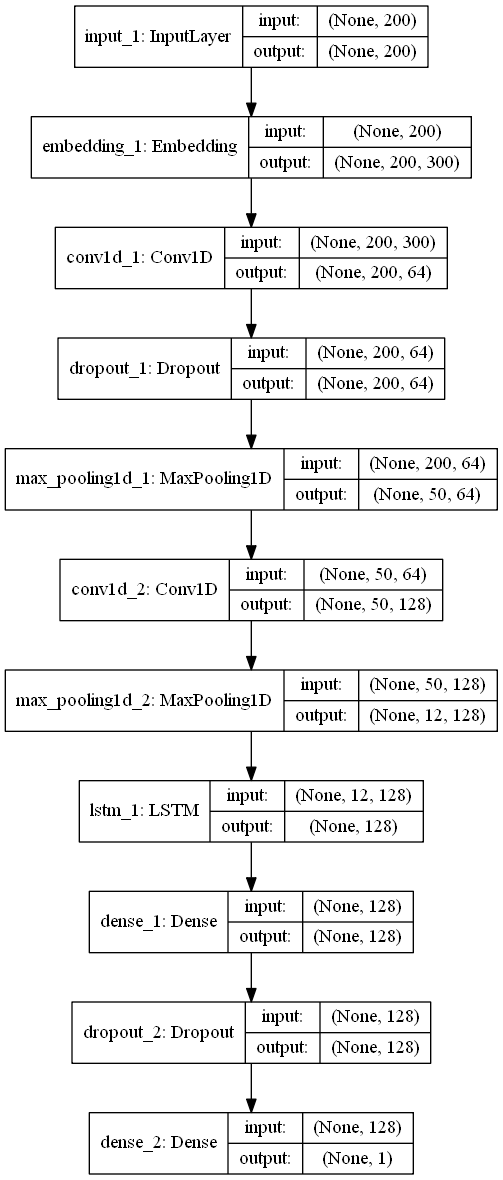 input_1: InputLayer
input: (None, 200)
output: (None, 200)
embedding_1: Embedding
input: (None, 200)
output: (None, 200, 300)
conv1d_1: Conv1D
input: (None, 200, 300)
output: (None, 200, 64)
dropout_1: Dropout
input: (None, 200, 64)
output: (None, 200, 64)
max_pooling1d_1: MaxPooling1D
input: (None, 200, 64)
output: (None, 50, 64)
conv1d_2: Conv1D
input: (None, 50, 64)
output: (None, 50, 128)
max_pooling1d_2: MaxPooling1D
input: (None, 50, 128)
output: (None, 12, 128)
lstm_1: LSTM
input: (None, 12, 128)
output: (None, 128)
dense_1: Dense
input: (None, 128)
output: (None, 128)
dropout_2: Dropout
input: (None, 128)
output: (None, 128)
dense_2: Dense
input: (None, 128)
output: (None, 1)